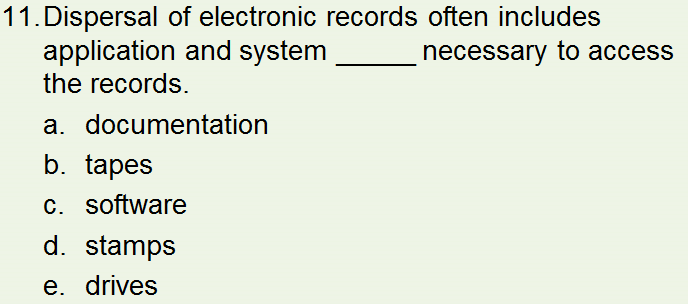 11. Dispersal of electronic records often includes
application and system _____ necessary to access
the records.
a. documentation
b. tapes
c. software
d. stamps
e. drives